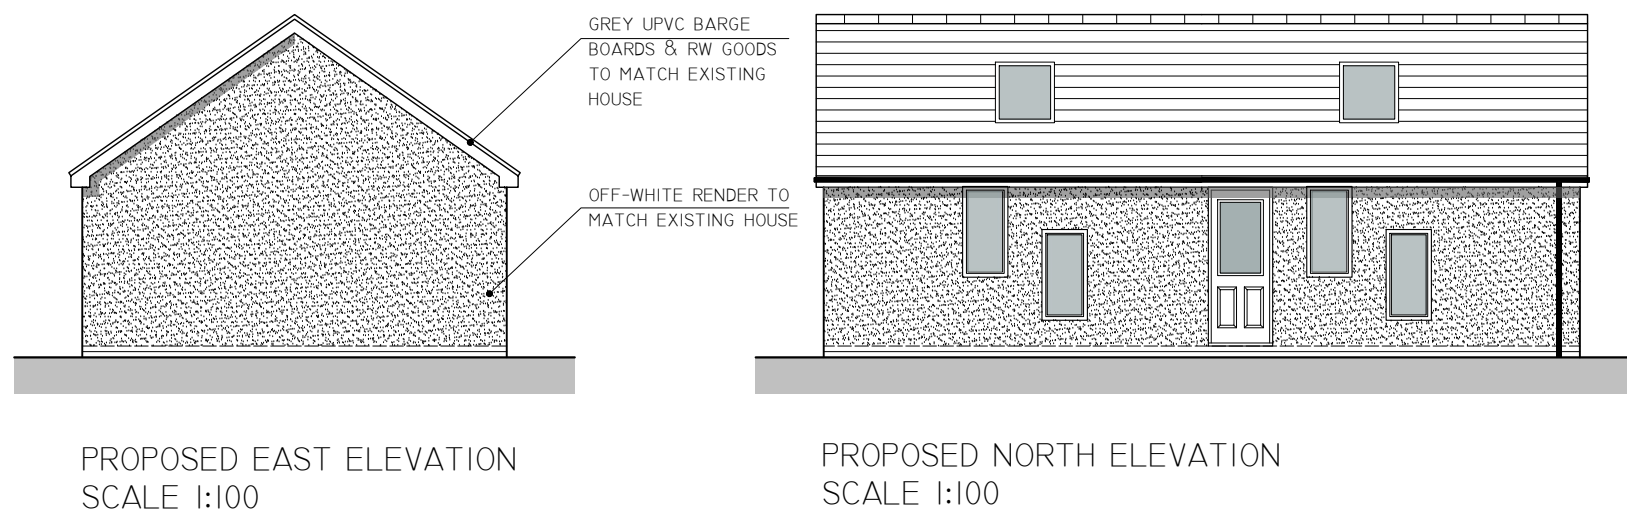 GREY UPVC BARGE
BOARDS & RW GOODS
TO MATCH EXISTING
HOUSE
OFF-WHITE RENDER TO
MATCH EXISTING HOUSE
PROPOSED EAST ELEVATION
SCALE 1:100
PROPOSED NORTH ELEVATION
SCALE 1:100